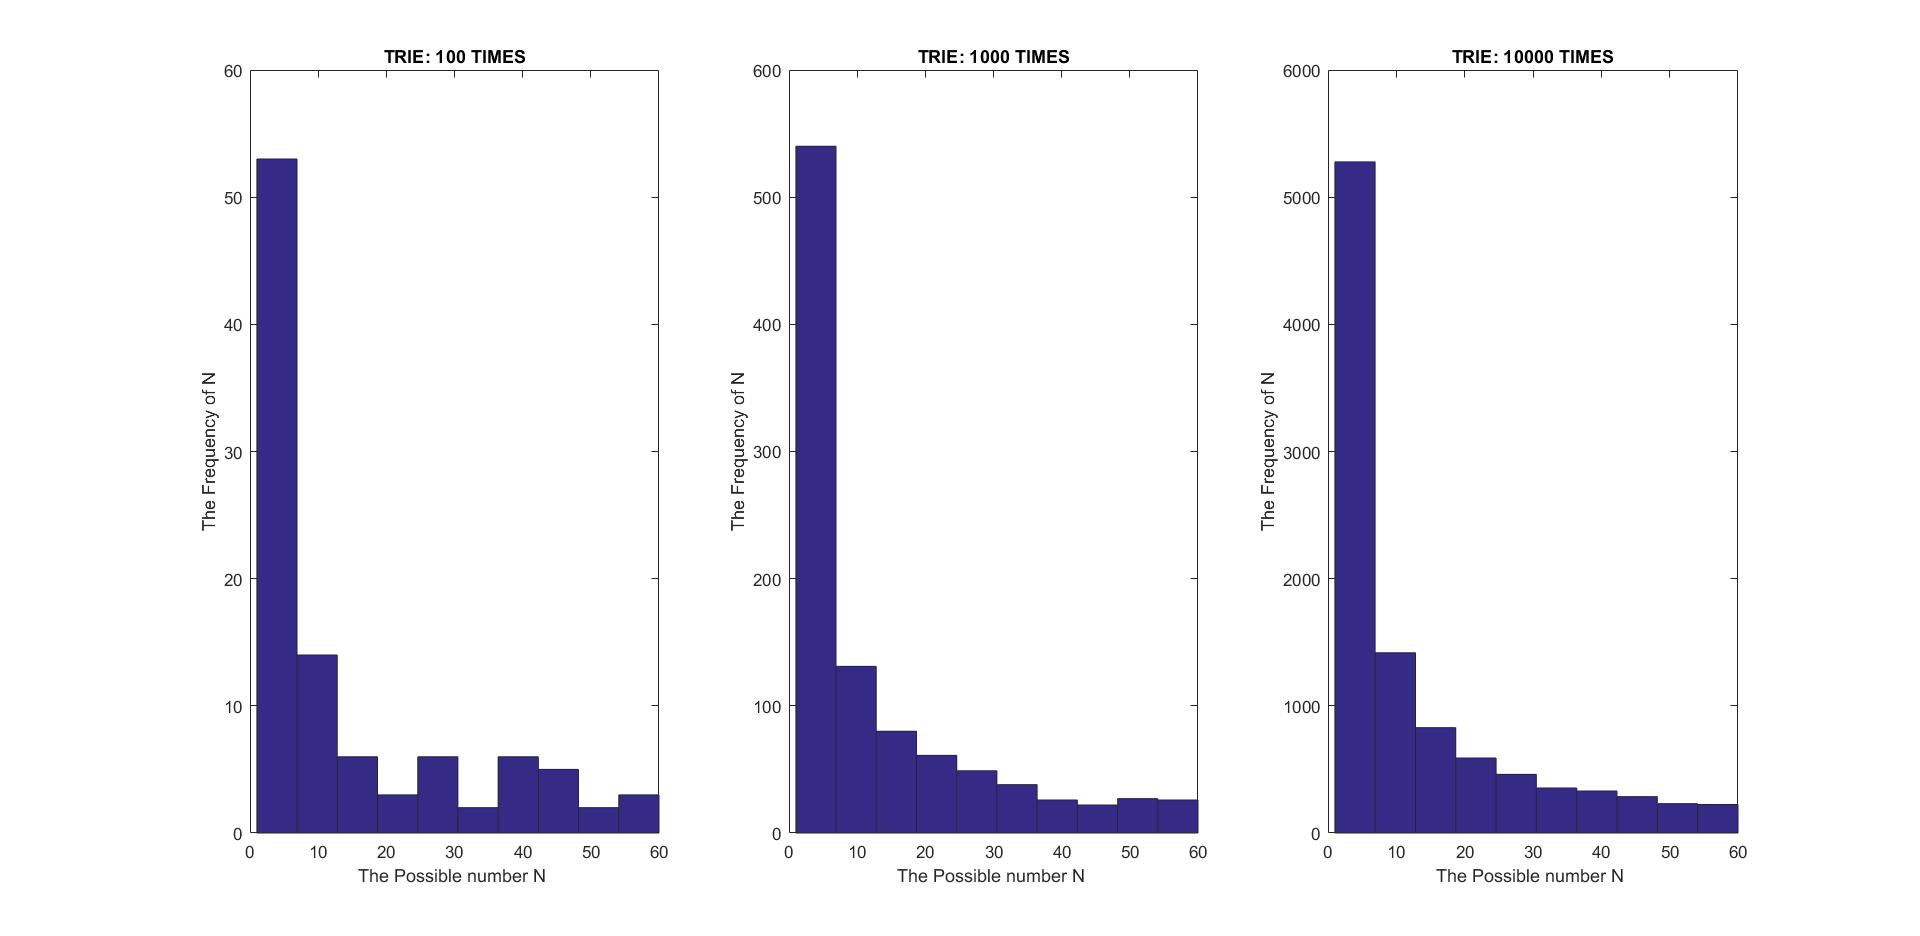 TRIE: 100 TIMES
60
50
40
30
20
10
0
The Frequency of N
0 10 20 30 40 50 60
The Possible number N
TRIE: 1000 TIMES
600
500
400
300
200
100
0
The Frequency of N
0 10 20 30 40 50 60
The Possible number N
TRIE: 10000 TIMES
6000
5000
4000
3000
2000
1000
0
The Frequency of N
0 10 20 30 40 50 60
The Possible number N